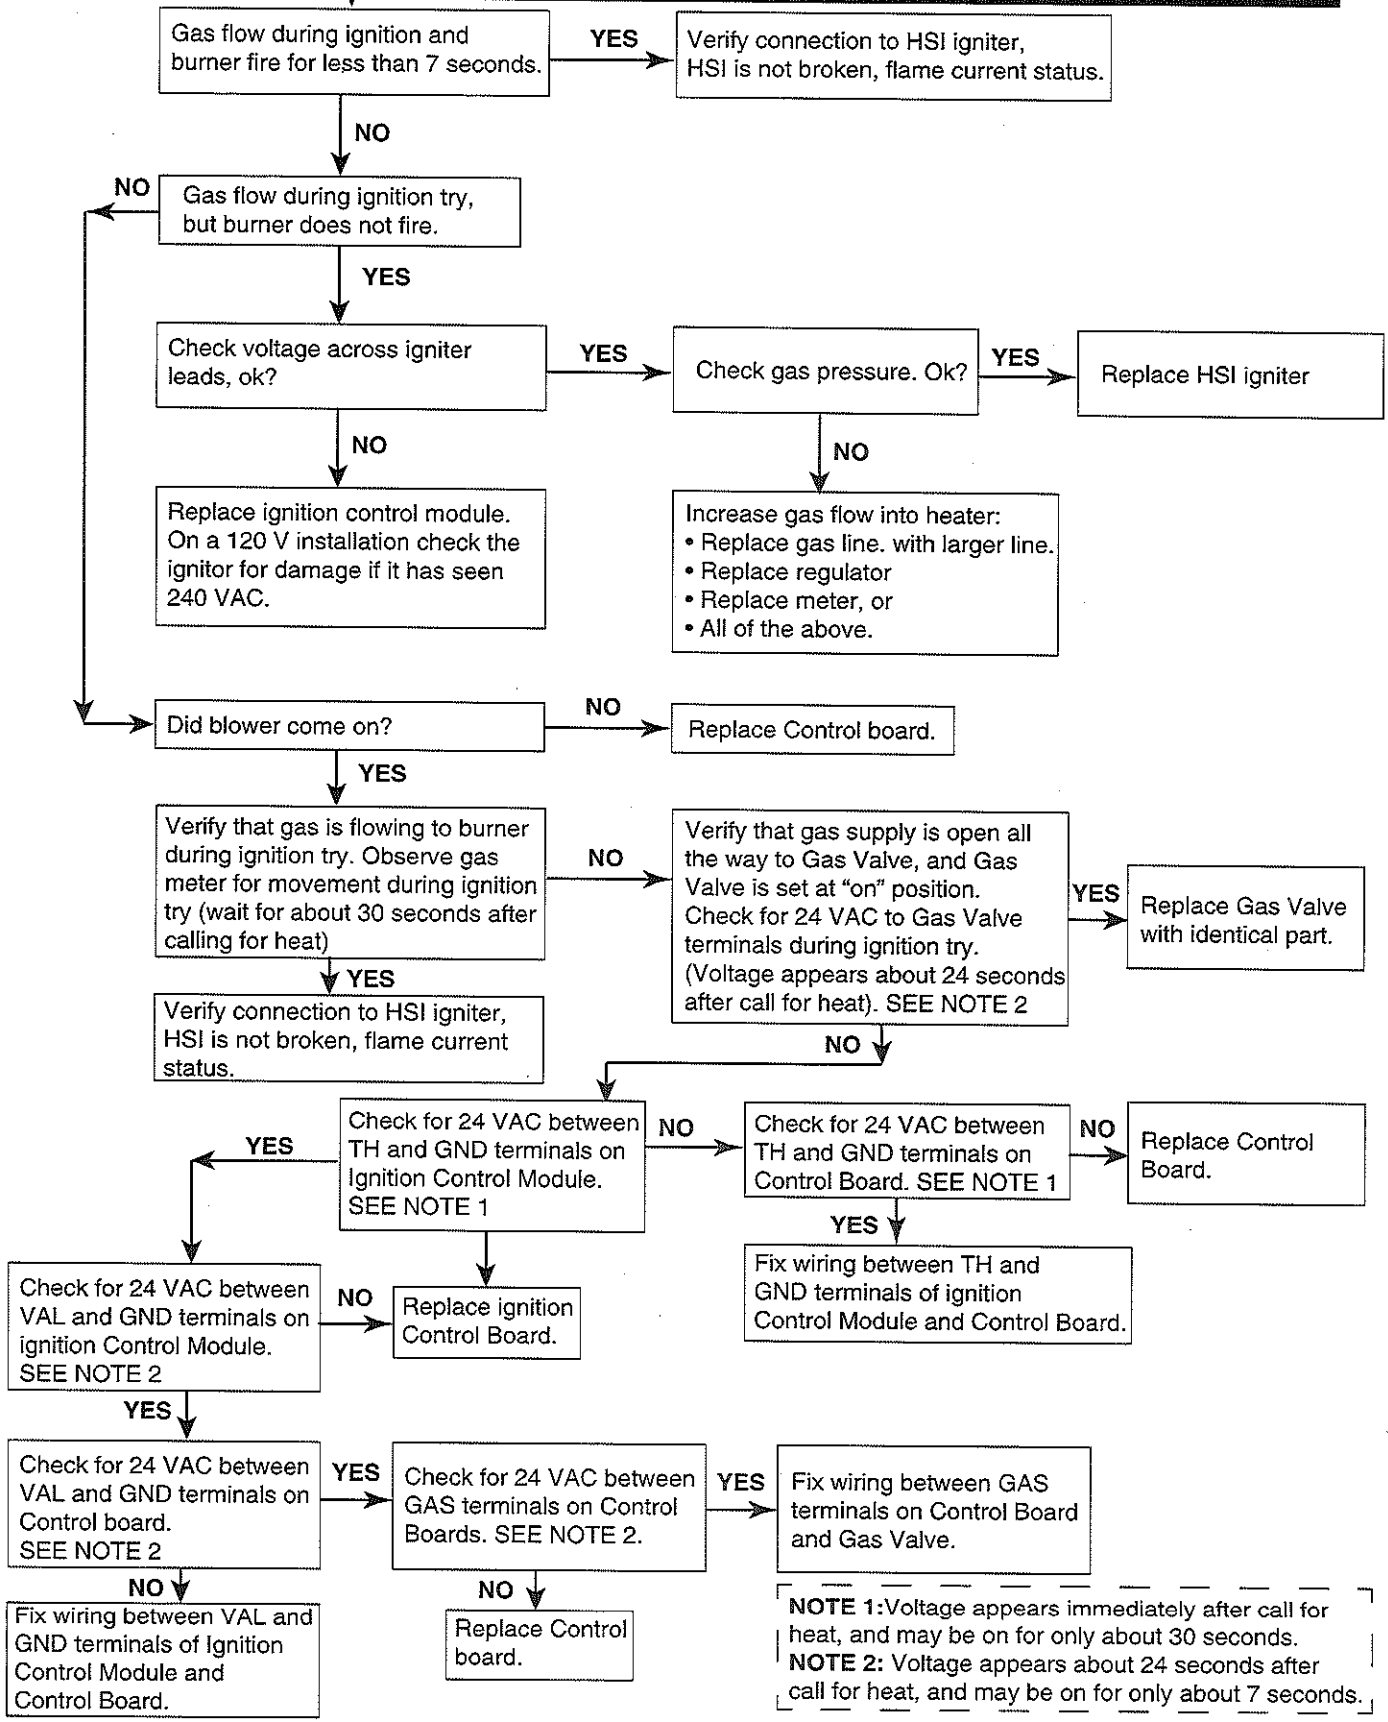 Gas flow during ignition and
burner fire for less than 7 seconds.
YES
Verify connection to HSI igniter,
HSI is not broken, flame current status.
NO
NO
Gas flow during ignition try,
but burner does not fire.
YES
Check voltage across igniter
leads, ok?
YES
Check gas pressure. Ok?
YES
Replace HSI igniter
NO
NO
Replace ignition control module.
On a 120 V installation check the
ignitor for damage if it has seen
240 VAC.
Increase gas flow into heater:
• Replace gas line. with larger line.
• Replace regulator
• Replace meter, or
• All of the above.
Did blower come on?
NO
Replace Control board.
YES
Verify that gas is flowing to burner
during ignition try. Observe gas
meter for movement during ignition
try (wait for about 30 seconds after
calling for heat)
NO
Verify that gas supply is open all
the way to Gas Valve, and Gas
Valve is set at “on” position.
Check for 24 VAC to Gas Valve
terminals during ignition try.
(Voltage appears about 24 seconds
after call for heat). SEE NOTE 2
YES
Replace Gas Valve
with identical part.
YES
Verify connection to HSI igniter,
HSI is not broken, flame current
status.
NO
YES
Check for 24 VAC between
TH and GND terminals on
Ignition Control Module.
SEE NOTE 1
NO
Check for 24 VAC between
TH and GND terminals on
Control Board. SEE NOTE 1
NO
Replace Control
Board.
YES
Fix wiring between TH and
GND terminals of ignition
Control Module and Control Board.
Check for 24 VAC between
VAL and GND terminals on
ignition Control Module.
SEE NOTE 2
NO
Replace ignition
Control Board.
YES
Check for 24 VAC between
VAL and GND terminals on
Control board.
SEE NOTE 2
YES
Check for 24 VAC between
GAS terminals on Control
Boards. SEE NOTE 2.
YES
Fix wiring between GAS
terminals on Control Board
and Gas Valve.
NO
Fix wiring between VAL and
GND terminals of Ignition
Control Module and
Control Board.
NO
Replace Control
board.
NOTE 1:Voltage appears immediately after call for
heat, and may be on for only about 30 seconds.
NOTE 2: Voltage appears about 24 seconds after
call for heat, and may be on for only about 7 seconds.